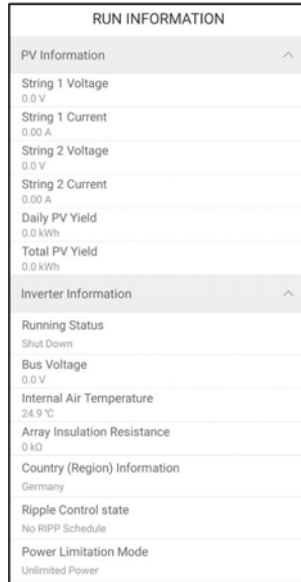 RUN INFORMATION
PV Information
String 1 Voltage
0.0 V
String 1 Current
0.00 A
String 2 Voltage
0.0 V
String 2 Current
0.00 A
Daily PV Yield
0.0 kWh
Total PV Yield
0.0 kWh
Inverter Information
Running Status
Shut Down
Bus Voltage
0.0 V
Internal Air Temperature
24.9 ℃
Array Insulation Resistance
0 kΩ
Country (Region) Information
Germany
Ripple Control state
No RIPP Schedule
Power Limitation Mode
Unlimited Power